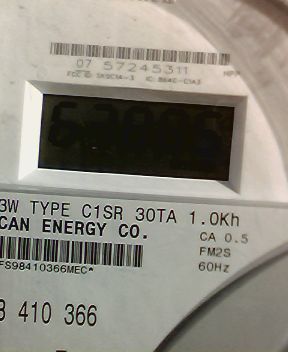 07 57245311
3W TYPE C1SR 30TA 1.0Kh
CAN ENERGY CO.
CA 0.5
FM2S
60Hz
FS98410366MEC*
8 410 366